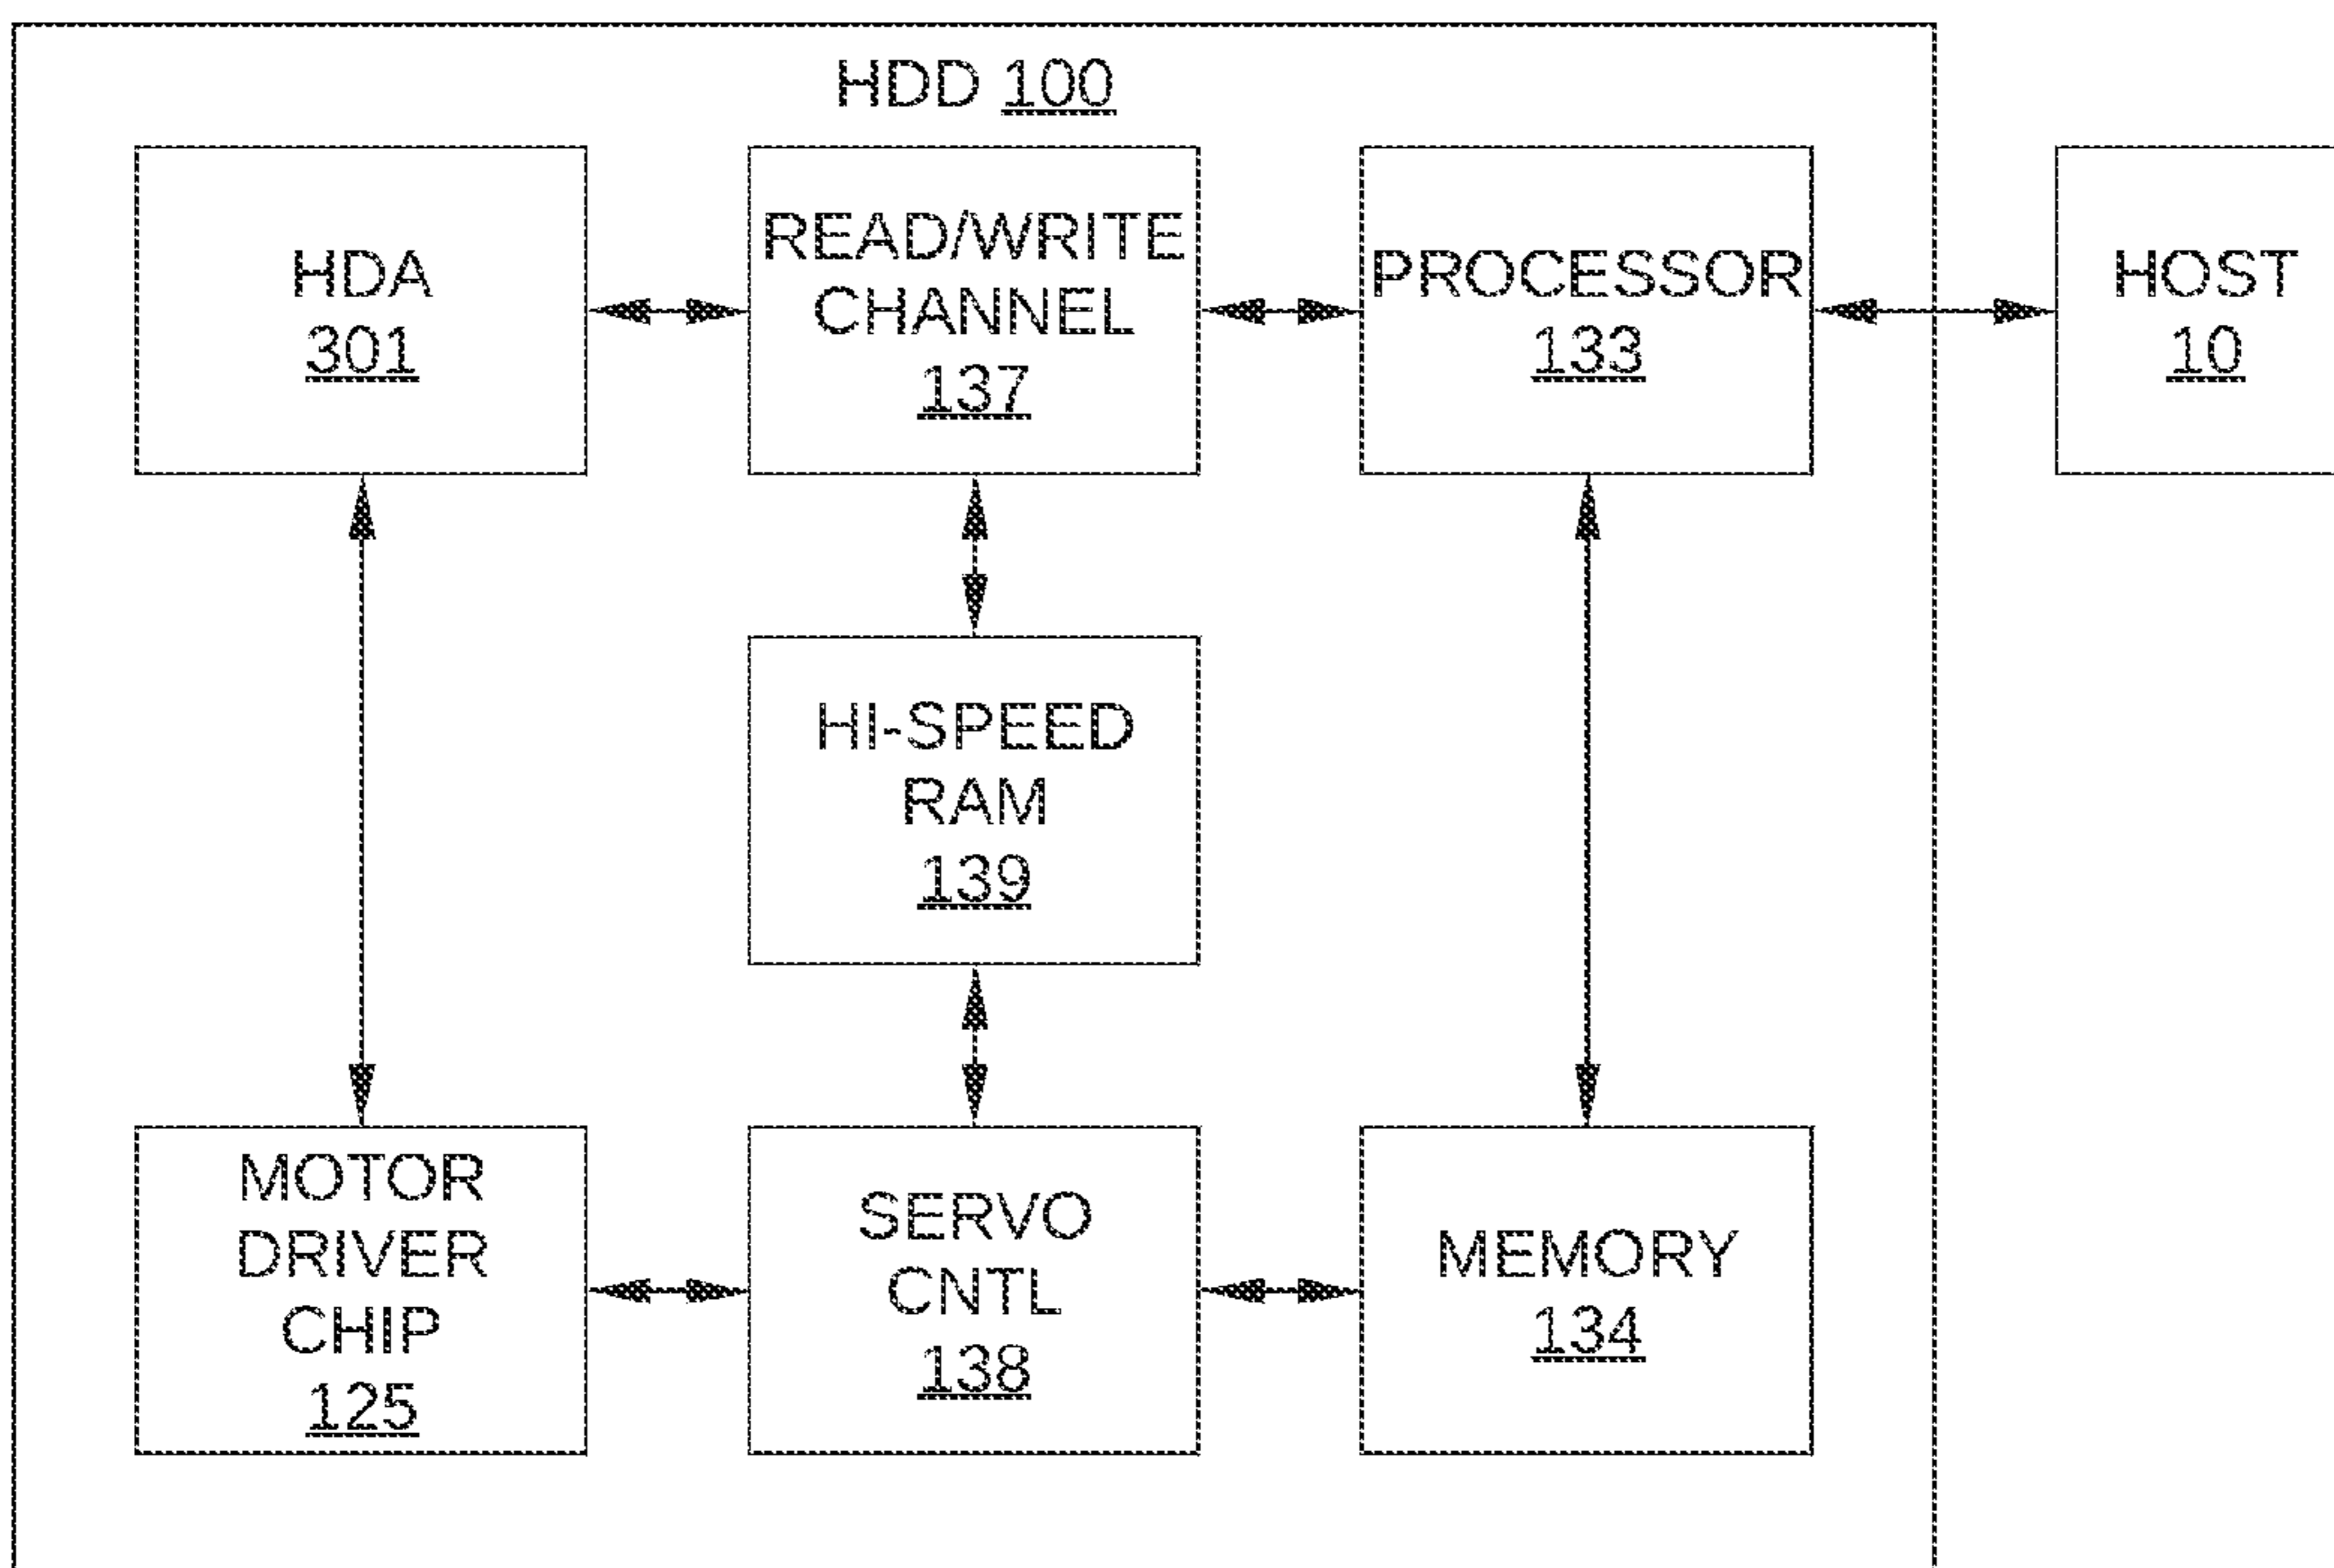 HDD 100
HDA
301
READ/WRITE
CHANNEL
137
PROCESSOR
133
HOST
10
HI-SPEED
RAM
139
MOTOR
DRIVER
CHIP
125
SERVO
CNTL
138
MEMORY
134